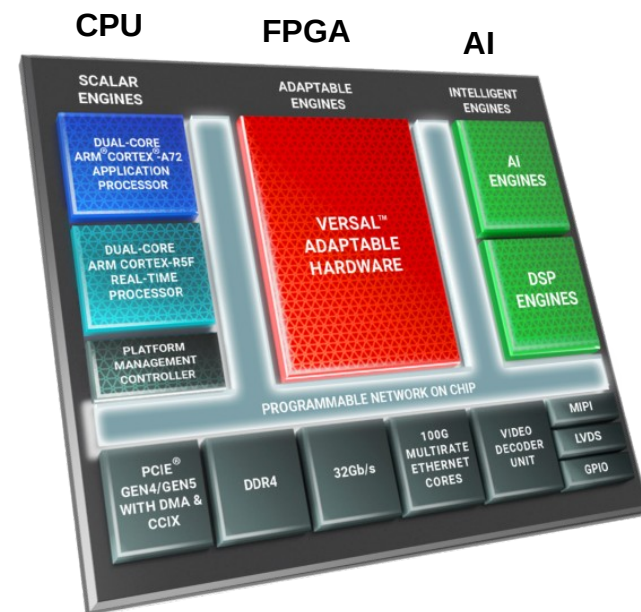 CPU
FPGA
AI
SCALAR
ENGINES
ADAPTABLE
ENGINES
INTELLIGENT
ENGINES
DUAL-CORE
ARM® CORTEX®-A72
APPLICATION
PROCESSOR
DUAL-CORE
ARM CORTEX-R5F
REAL-TIME
PROCESSOR
PLATFORM
MANAGEMENT
CONTROLLER
VERSAL™
ADAPTABLE
HARDWARE
AI
ENGINES
DSP
ENGINES
PROGRAMMABLE NETWORK ON CHIP
PCIE®
GEN4/GEN5
WITH DMA &
CCIX
DDR4
32Gb/s
100G
MULTIRATE
ETHERNET
CORES
VIDEO
DECODER
UNIT
MIPI
LVDS
GPIO